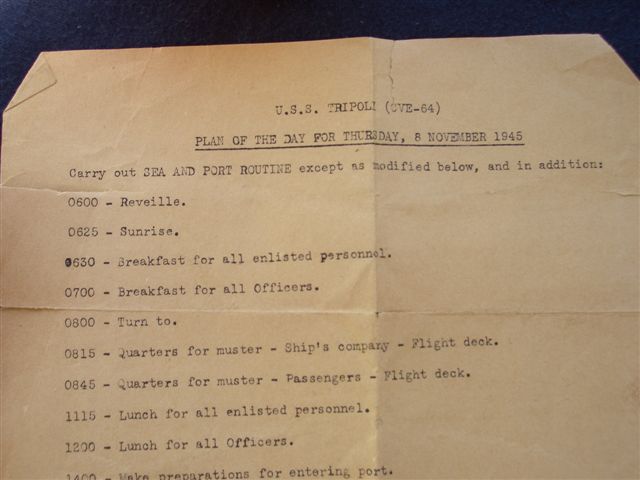 U.S.S. TRIPOLI (CVE-64)
PLAN OF THE DAY FOR THURSDAY, 8 NOVEMBER 1945
Carry out SEA AND PORT ROUTINE except as modified below, and in addition:
0600 - Reveille.
0625 - Sunrise.
0630 - Breakfast for all enlisted personnel.
0700 - Breakfast for all Officers.
0800 - Turn to.
0815 - Quarters for muster - Ship's company - Flight deck.
0845 - Quarters for muster - Passengers - Flight deck.
1115 - Lunch for all enlisted personnel.
1200 - Lunch for all Officers.
1400 - Make preparations for entering port.